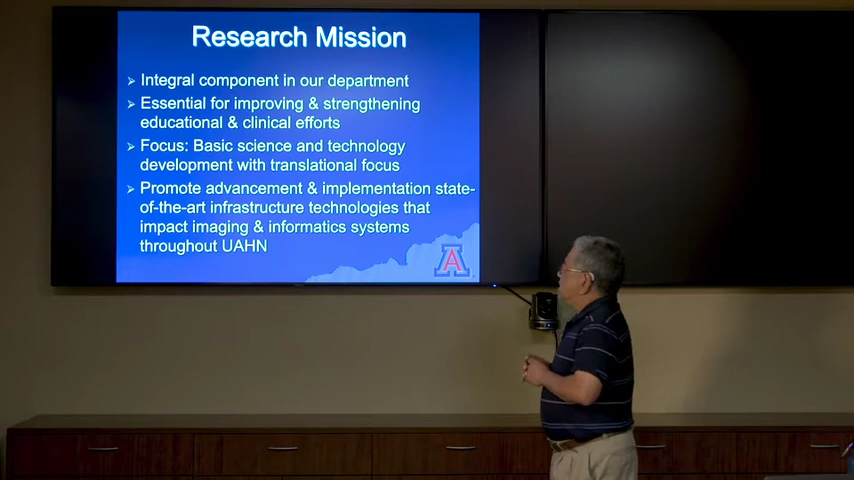 Research Mission
➢ Integral component in our department
➢ Essential for improving & strengthening
educational & clinical efforts
➢ Focus: Basic science and technology
development with translational focus
➢ Promote advancement & implementation state-
of-the-art infrastructure technologies that
impact imaging & informatics systems
throughout UAHN
A